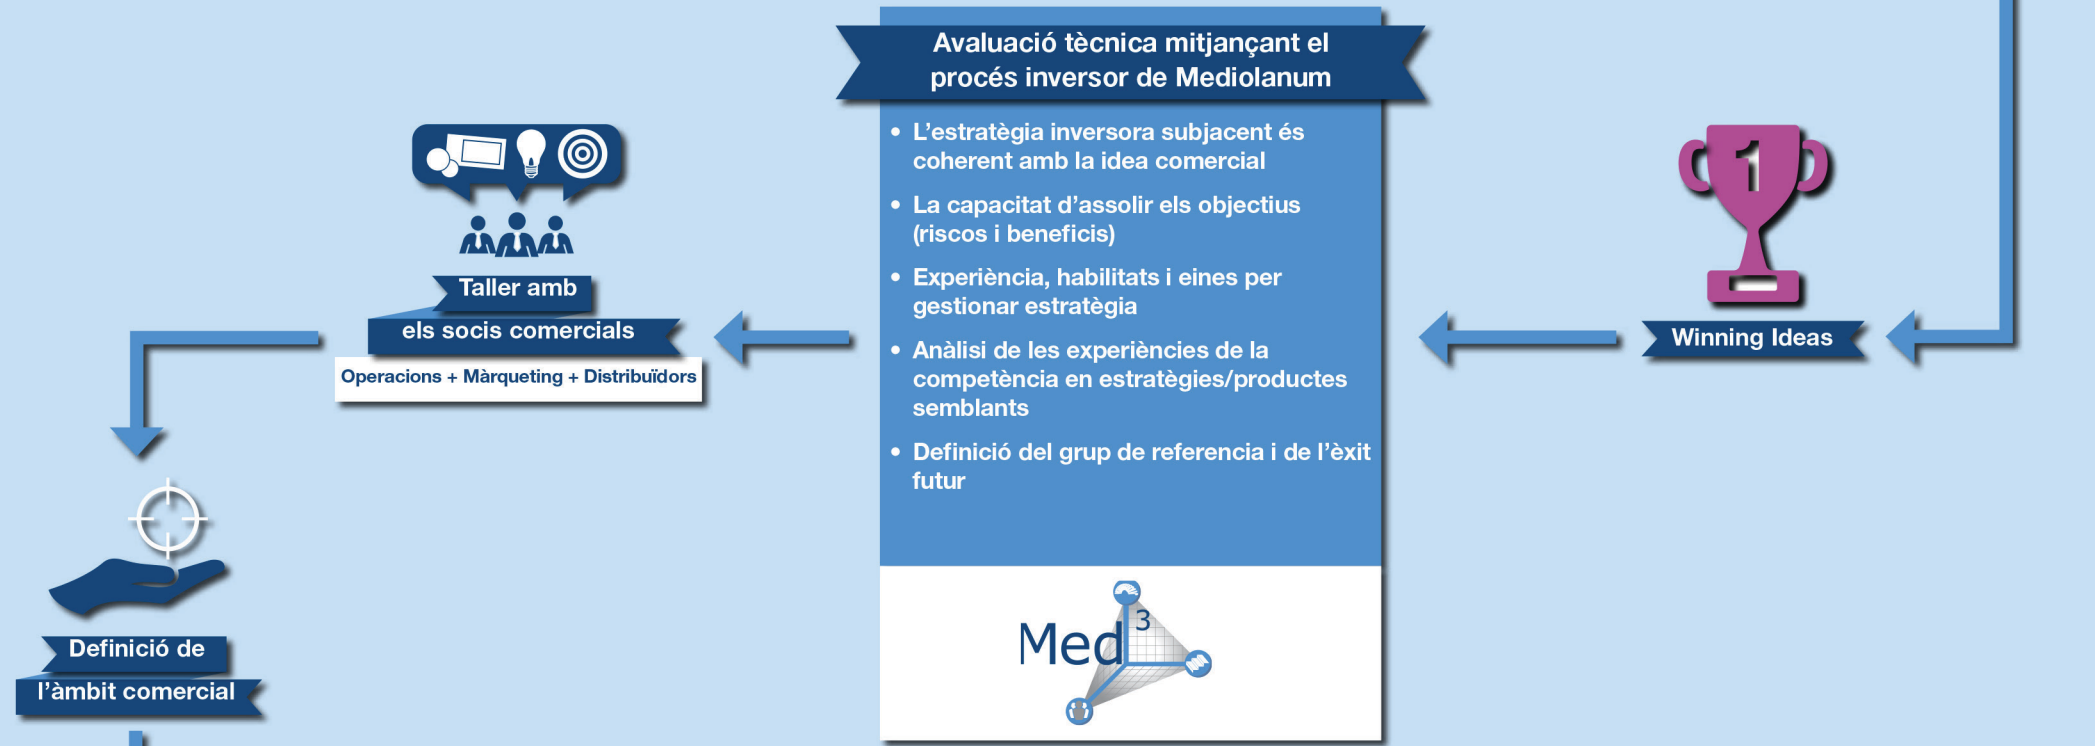 Avaluació tècnica mitjançant el
procés inversor de Mediolanum
• L’estratègia inversora subjacent és
coherent amb la idea comercial
• La capacitat d’assolir els objectius
(riscos i beneficis)
• Experiència, habilitats i eines per
gestionar estratègia
• Anàlisi de les experiències de la
competència en estratègies/productes
semblants
• Definició del grup de referencia i de l’èxit
futur
Med3
1
Winning Ideas
Taller amb
els socis comercials
Operacions + Màrqueting + Distribuïdors
Definició de
l’àmbit comercial